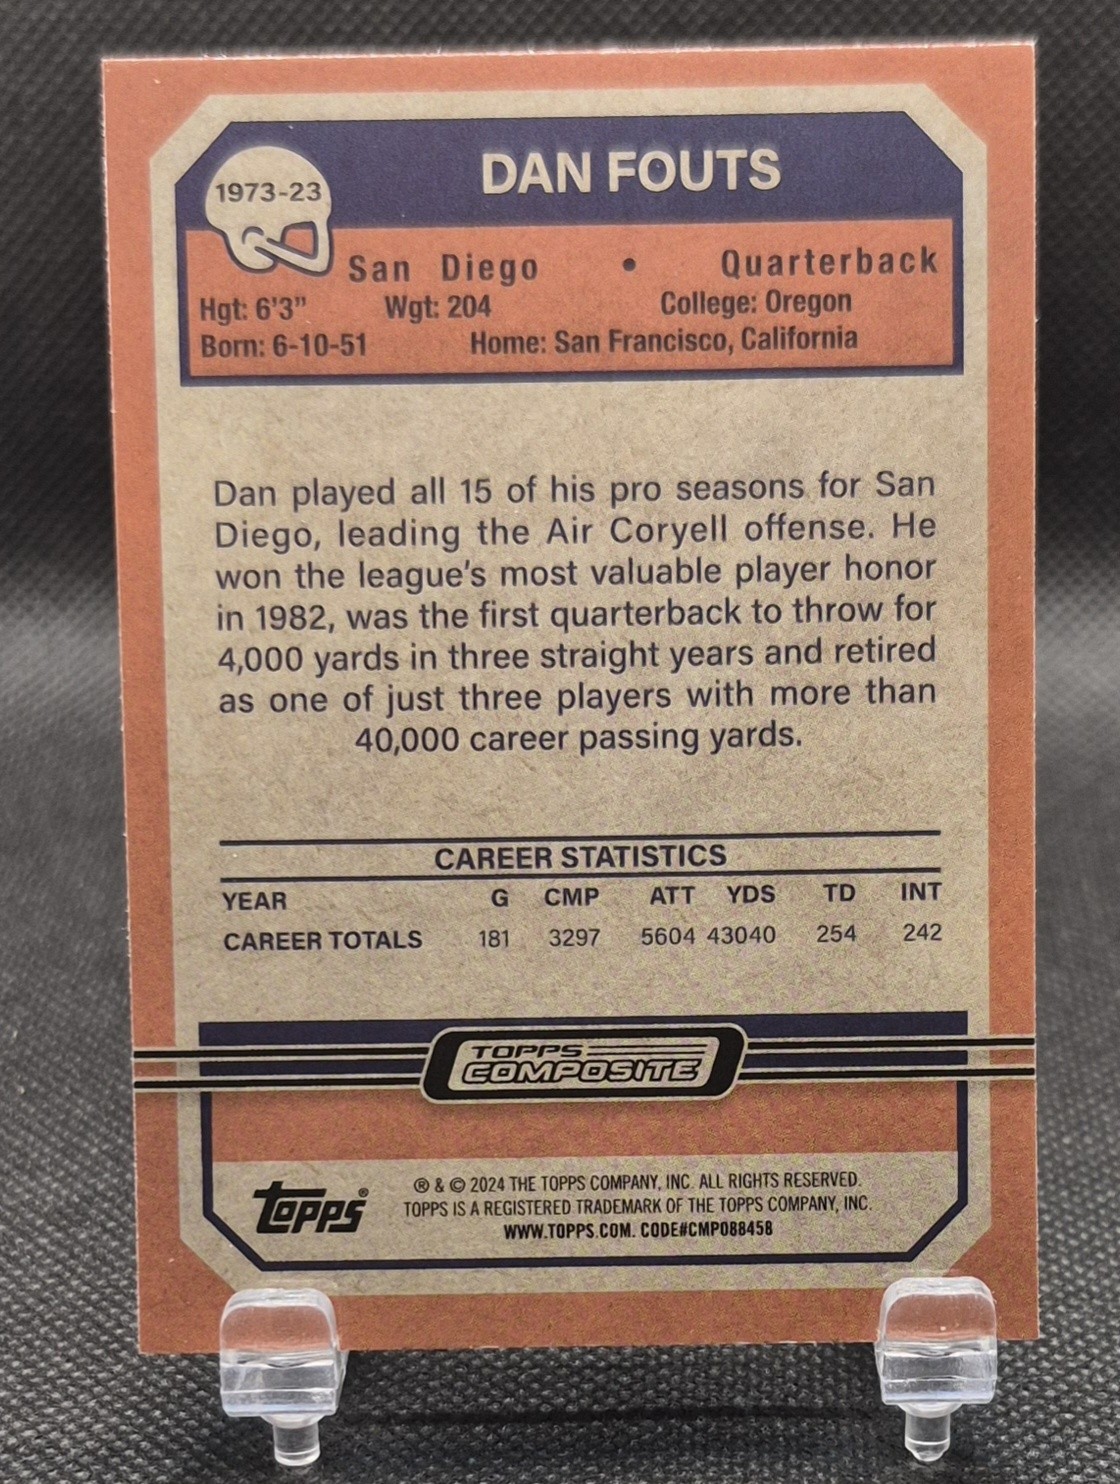 1973-23
DAN FOUTS
San Diego • Quarterback
Hgt: 6'3" Wgt: 204 College: Oregon
Born: 6-10-51 Home: San Francisco, California
Dan played all 15 of his pro seasons for San
Diego, leading the Air Coryell offense. He
won the league's most valuable player honor
in 1982, was the first quarterback to throw for
4,000 yards in three straight years and retired
as one of just three players with more than
40,000 career passing yards.
CAREER STATISTICS
YEAR G CMP ATT YDS TD INT
CAREER TOTALS 181 3297 5604 43040 254 242
TOPPS
COMPOSITE
topps®
® & © 2024 THE TOPPS COMPANY, INC. ALL RIGHTS RESERVED.
TOPPS IS A REGISTERED TRADEMARK OF THE TOPPS COMPANY, INC.
WWW.TOPPS.COM. CODE#CMP088458